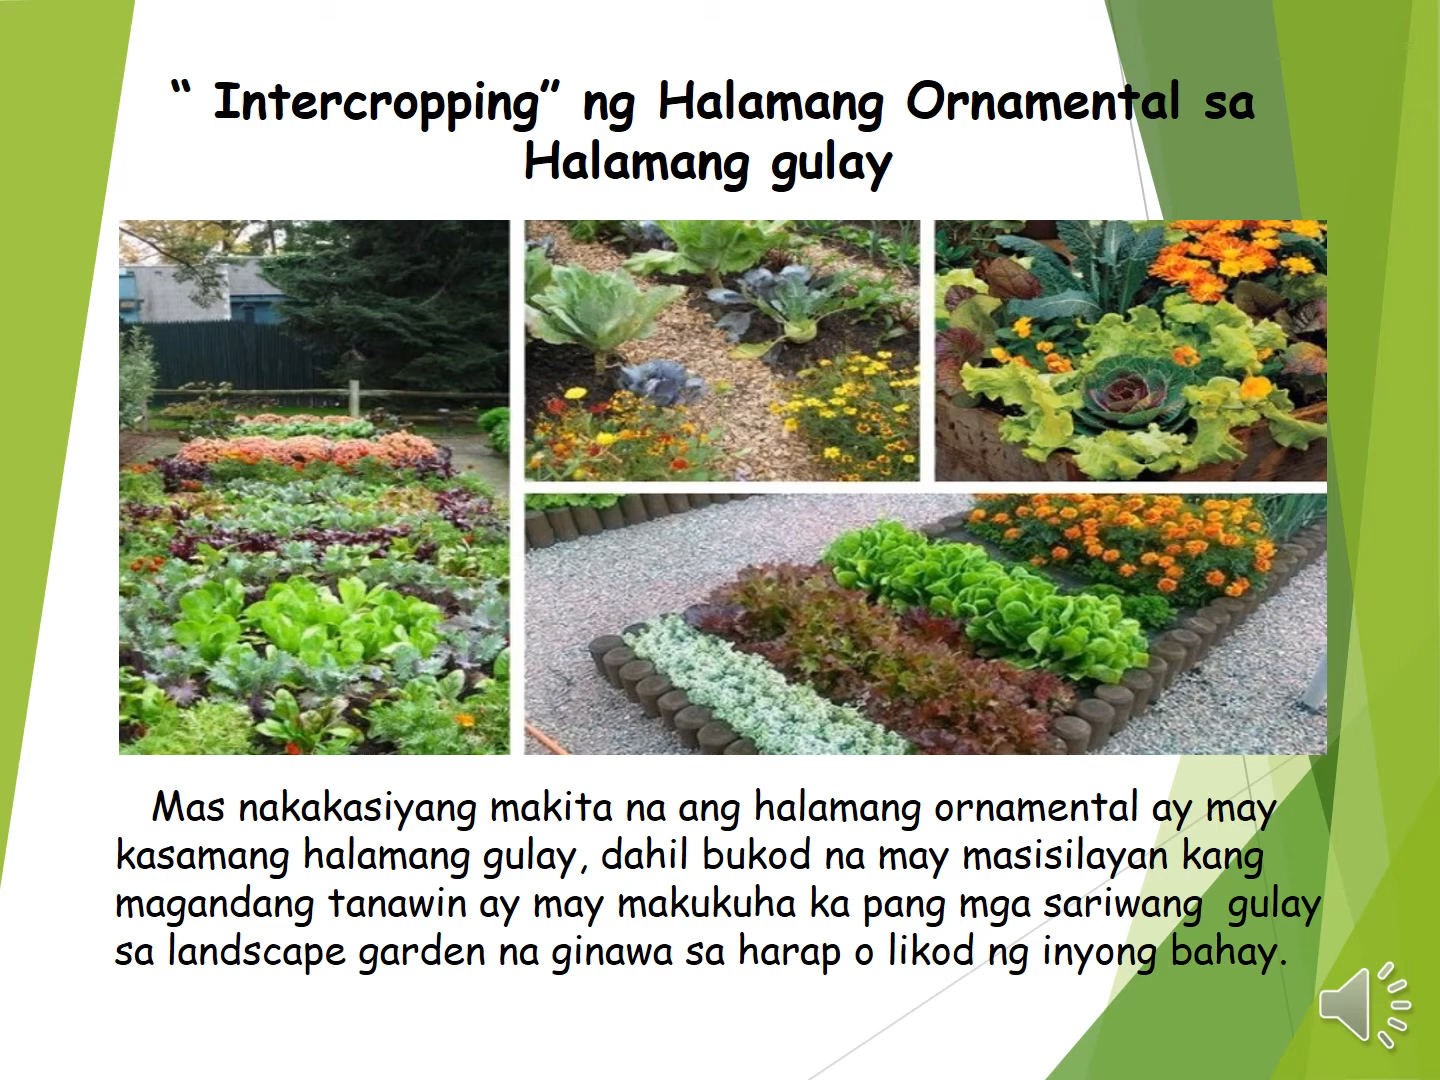 “ Intercropping” ng Halamang Ornamental sa
Halamang gulay
Mas nakakasiyang makita na ang halamang ornamental ay may
kasamang halamang gulay, dahil bukod na may masisilayan kang
magandang tanawin ay may makukuha ka pang mga sariwang  gulay
sa landscape garden na ginawa sa harap o likod ng inyong bahay.